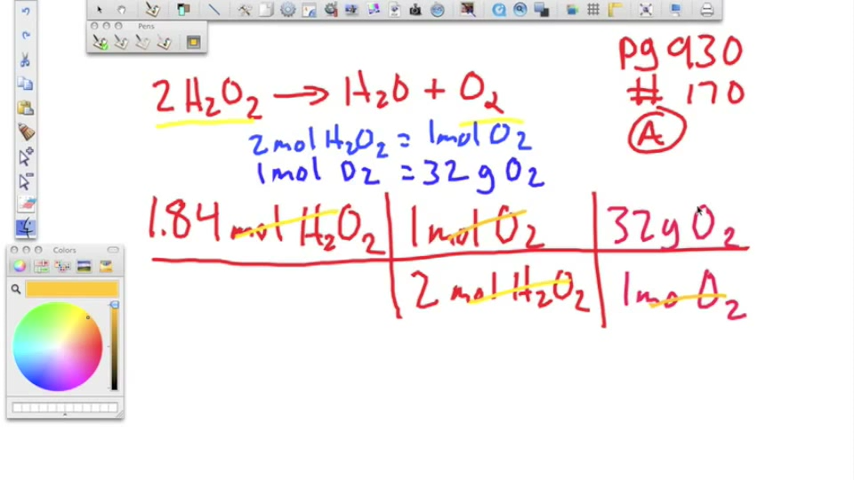 Pens
pg 930
# 170
A
2H₂O₂ → H₂O + O₂
2 mol H₂O₂ = 1 mol O₂
1 mol O₂ = 32 g O₂
1.84 mol H₂O₂ | 1 mol O₂ | 32 g O₂
2 mol H₂O₂ | 1 mo O₂
Colors